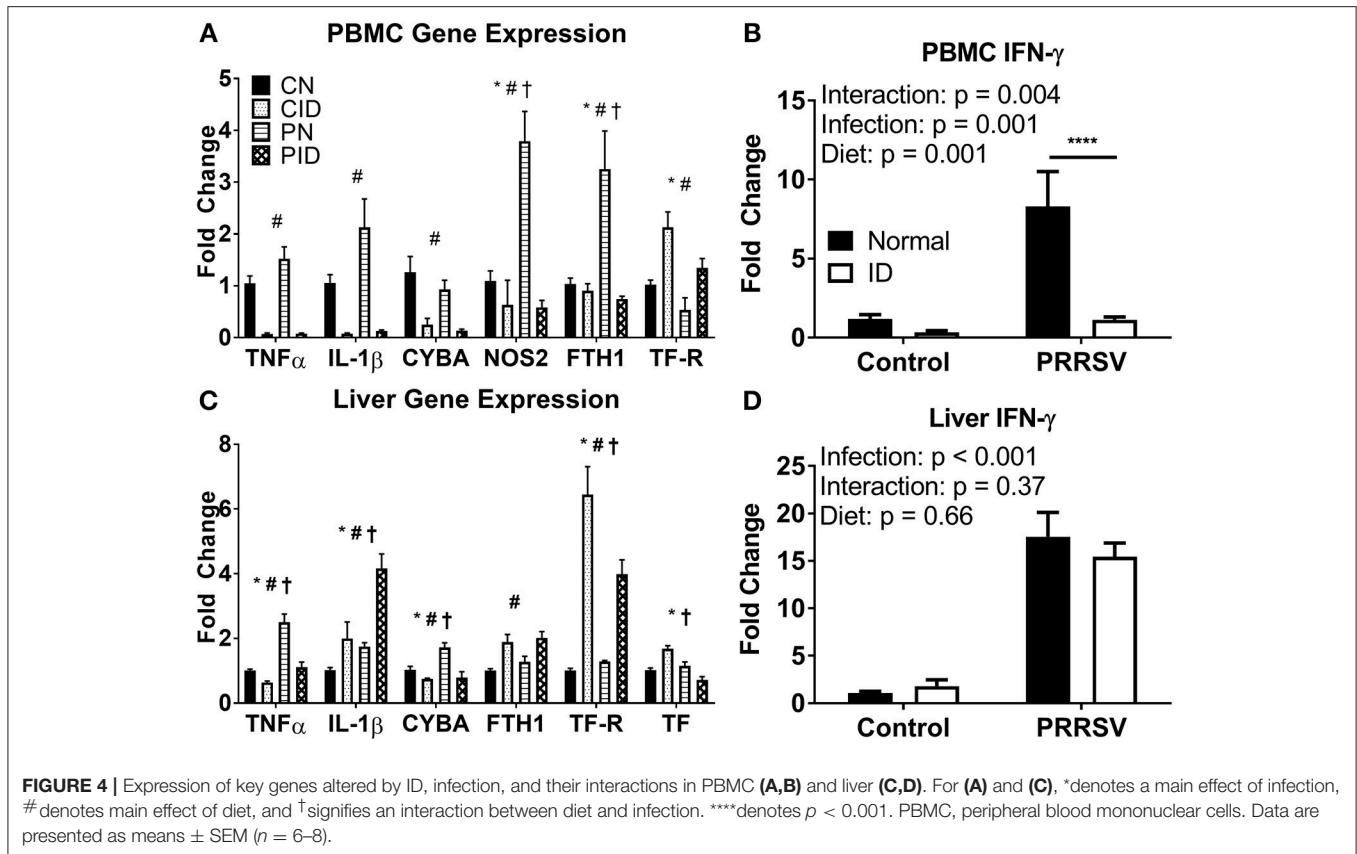 A
PBMC Gene Expression
Fold Change
5
4
3
2
1
0
CN
CID
PN
PID
#
#
#
* # †
* # †
* #
TNFα
IL-1β
CYBA
NOS2
FTH1
TF-R
B
PBMC IFN-γ
Fold Change
15
10
5
0
Interaction: p = 0.004
Infection: p = 0.001
Diet: p = 0.001
****
Normal
ID
Control
PRRSV
C
Liver Gene Expression
Fold Change
8
6
4
2
0
* # †
* # †
* # †
#
* # †
* †
TNFα
IL-1β
CYBA
FTH1
TF-R
TF
D
Liver IFN-γ
Fold Change
25
20
15
10
5
0
Infection: p < 0.001
Interaction: p = 0.37
Diet: p = 0.66
Control
PRRSV
FIGURE 4 | Expression of key genes altered by ID, infection, and their interactions in PBMC (A,B) and liver (C,D). For (A) and (C), *denotes a main effect of infection,
#denotes main effect of diet, and †signifies an interaction between diet and infection. ****denotes p < 0.001. PBMC, peripheral blood mononuclear cells. Data are
presented as means ± SEM (n = 6–8).